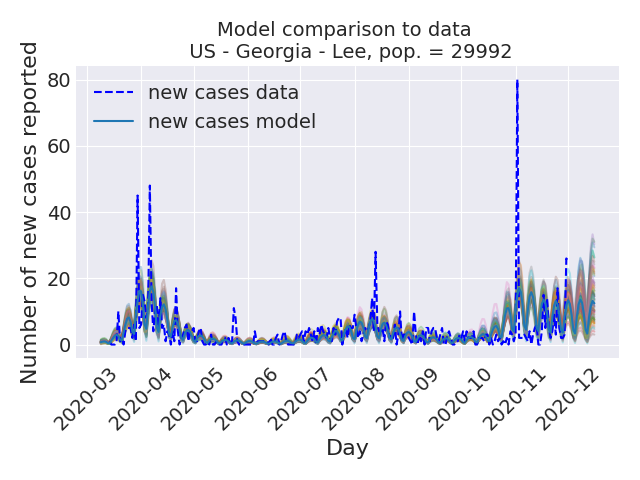 Model comparison to data
US - Georgia - Lee, pop. = 29992
Number of new cases reported
80
60
40
20
0
new cases data
new cases model
2020-03
2020-04
2020-05
2020-06
2020-07
2020-08
2020-09
2020-10
2020-11
2020-12
Day